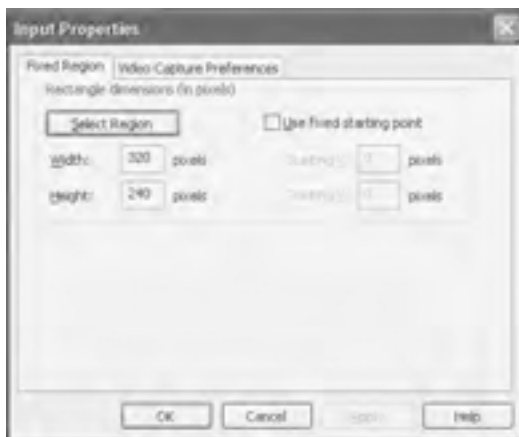 Input Properties
Fixed Region Video Capture Preferences
Rectangle dimensions (in pixels)
Select Region Use fixed starting point
Width: 320 pixels pixels
Height: 240 pixels pixels
OK Cancel Apply Help